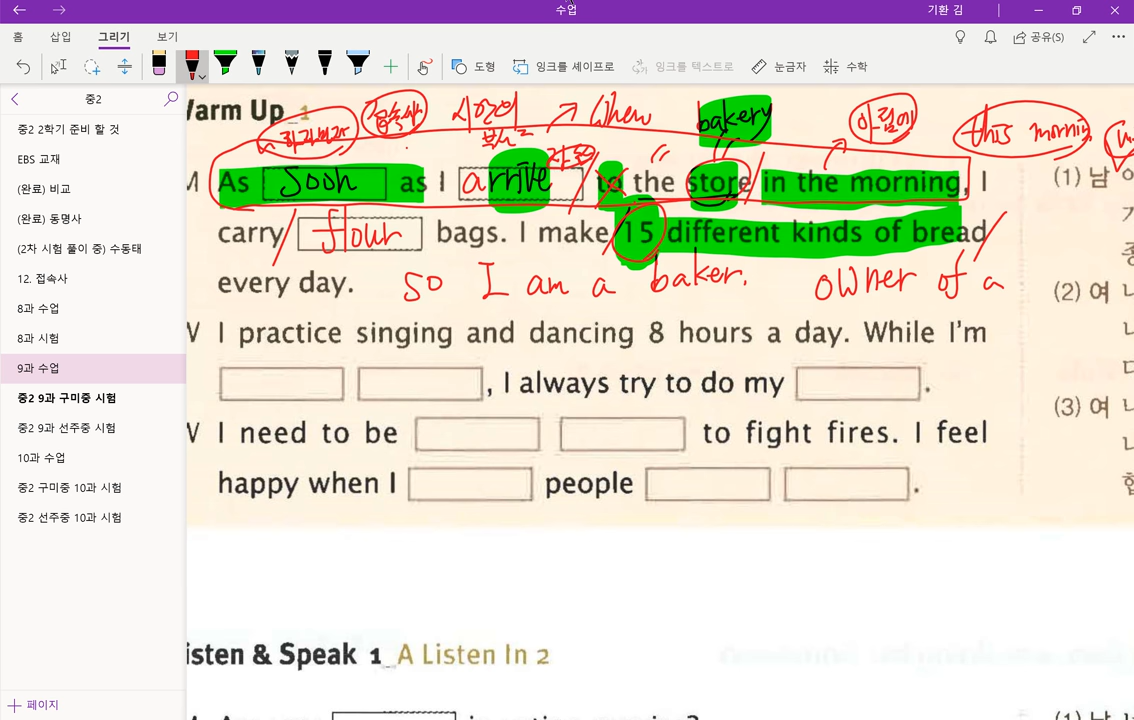 수업
기환 김
홈 삽입 그리기 보기
공유(S)
도형 잉크를 셰이프로 잉크를 텍스트로 눈금자 수학
중2
중2 2학기 준비 할 것
EBS 교재
(완료) 비교
(완료) 동명사
(2차 시험 풀이 중) 수동태
12. 접속사
8과 수업
8과 시험
9과 수업
중2 9과 구미중 시험
중2 9과 선주중 시험
10과 수업
중2 구미중 10과 시험
중2 선주중 10과 시험
페이지
Warm Up_1
접속사 시간의 when bakery 아침에 this morning
부사절
M As soon as I arrive to the store in the morning, I
carry flour bags. I make 15 different kinds of bread
every day. so I am a baker. owner of a
W I practice singing and dancing 8 hours a day. While I'm
, I always try to do my .
W I need to be to fight fires. I feel
happy when I people .
(1) 남
(2) 여
(3) 여
Listen & Speak 1_A Listen In 2